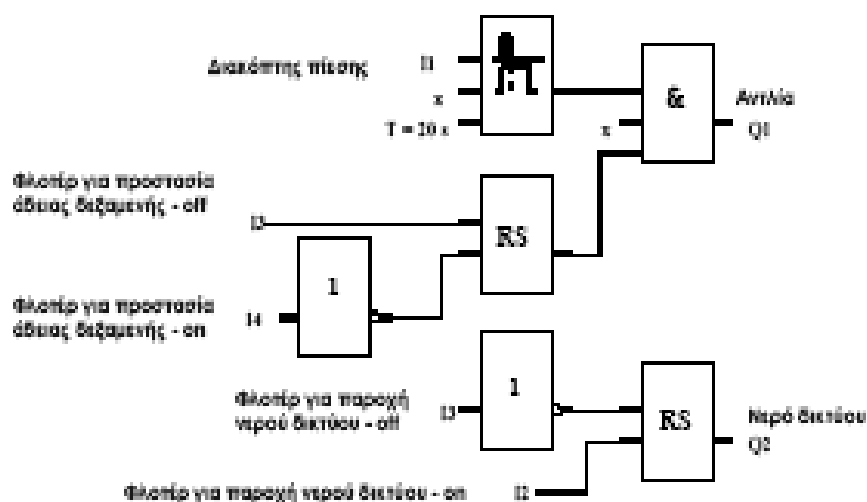 Διακόπτης πίεσης
I1
x
T = 20 s
&
x
Αντλία
Q1
Φλοτέρ για προστασία
άδειας δεξαμενής - off
I3
RS
1
Φλοτέρ για προστασία
άδειας δεξαμενής - on
I4
Φλοτέρ για παροχή
νερού δικτύου - off
I3
1
RS
Νερό δικτύου
Q2
Φλοτέρ για παροχή νερού δικτύου - on
I2